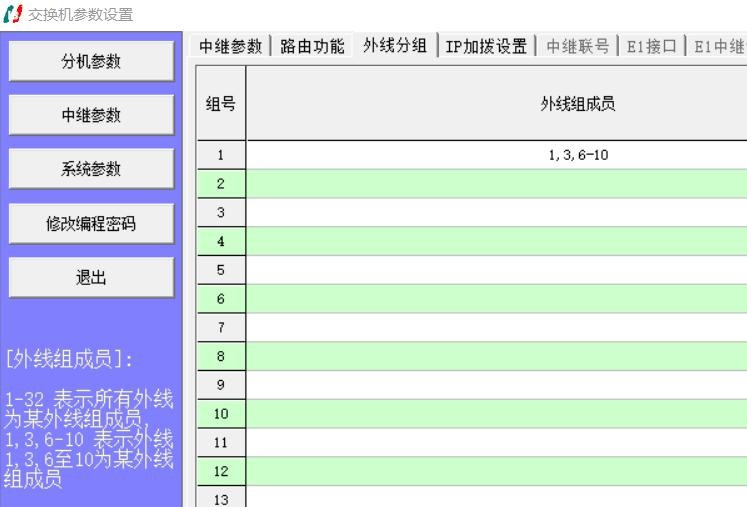 交换机参数设置
分机参数
中继参数
系统参数
修改编程密码
退出
[外线组成员]:
1-32 表示所有外线
为某外线组成员,
1,3,6-10 表示外线
1,3,6至10为某外线
组成员
中继参数 路由功能 外线分组 IP加拨设置 中继联号 E1接口 E1中继
组号 外线组成员
1 1,3,6-10
2
3
4
5
6
7
8
9
10
11
12
13